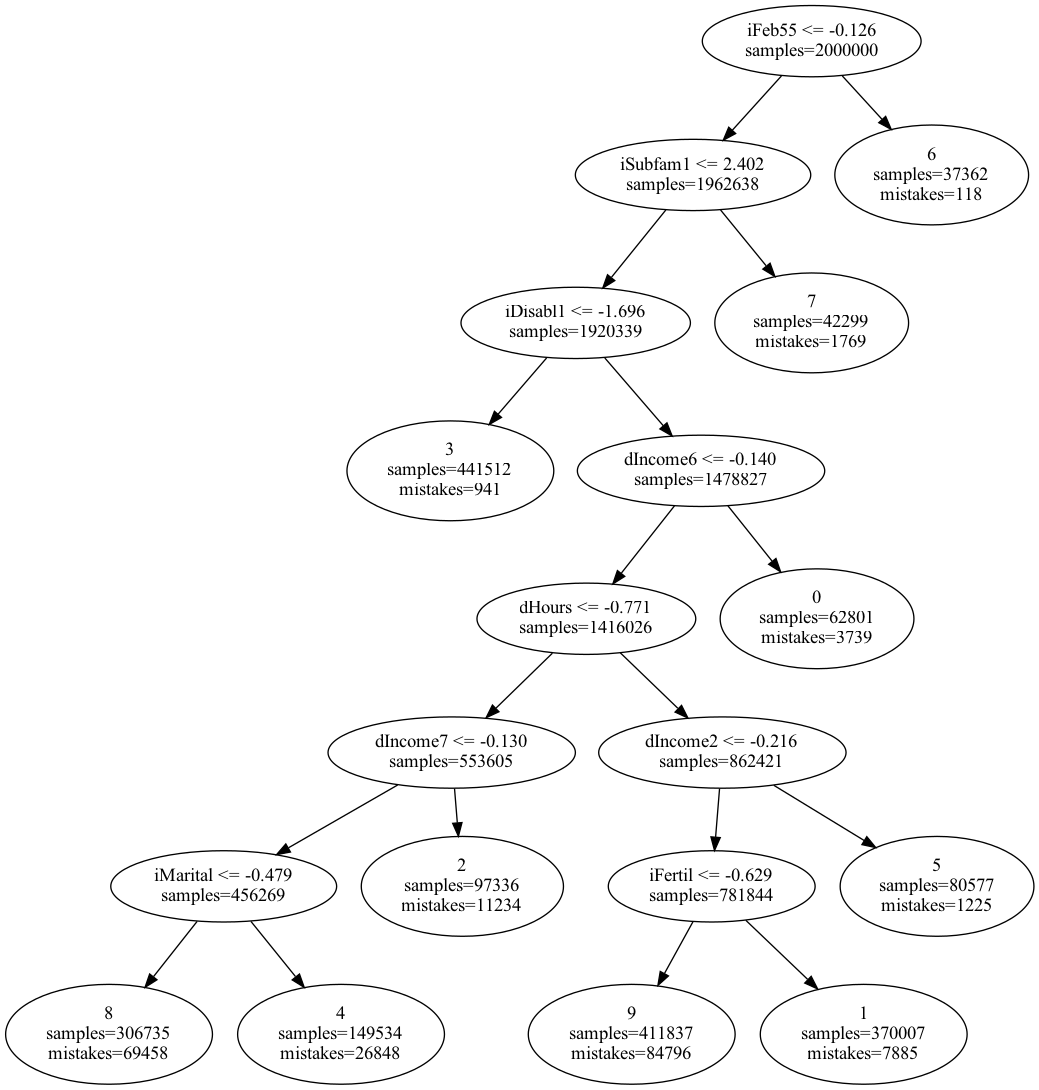 iFeb55 <= -0.126
samples=2000000
iSubfam1 <= 2.402
samples=1962638
6
samples=37362
mistakes=118
iDisabl1 <= -1.696
samples=1920339
7
samples=42299
mistakes=1769
3
samples=441512
mistakes=941
dIncome6 <= -0.140
samples=1478827
dHours <= -0.771
samples=1416026
0
samples=62801
mistakes=3739
dIncome7 <= -0.130
samples=553605
dIncome2 <= -0.216
samples=862421
iMarital <= -0.479
samples=456269
2
samples=97336
mistakes=11234
iFertil <= -0.629
samples=781844
5
samples=80577
mistakes=1225
8
samples=306735
mistakes=69458
4
samples=149534
mistakes=26848
9
samples=411837
mistakes=84796
1
samples=370007
mistakes=7885